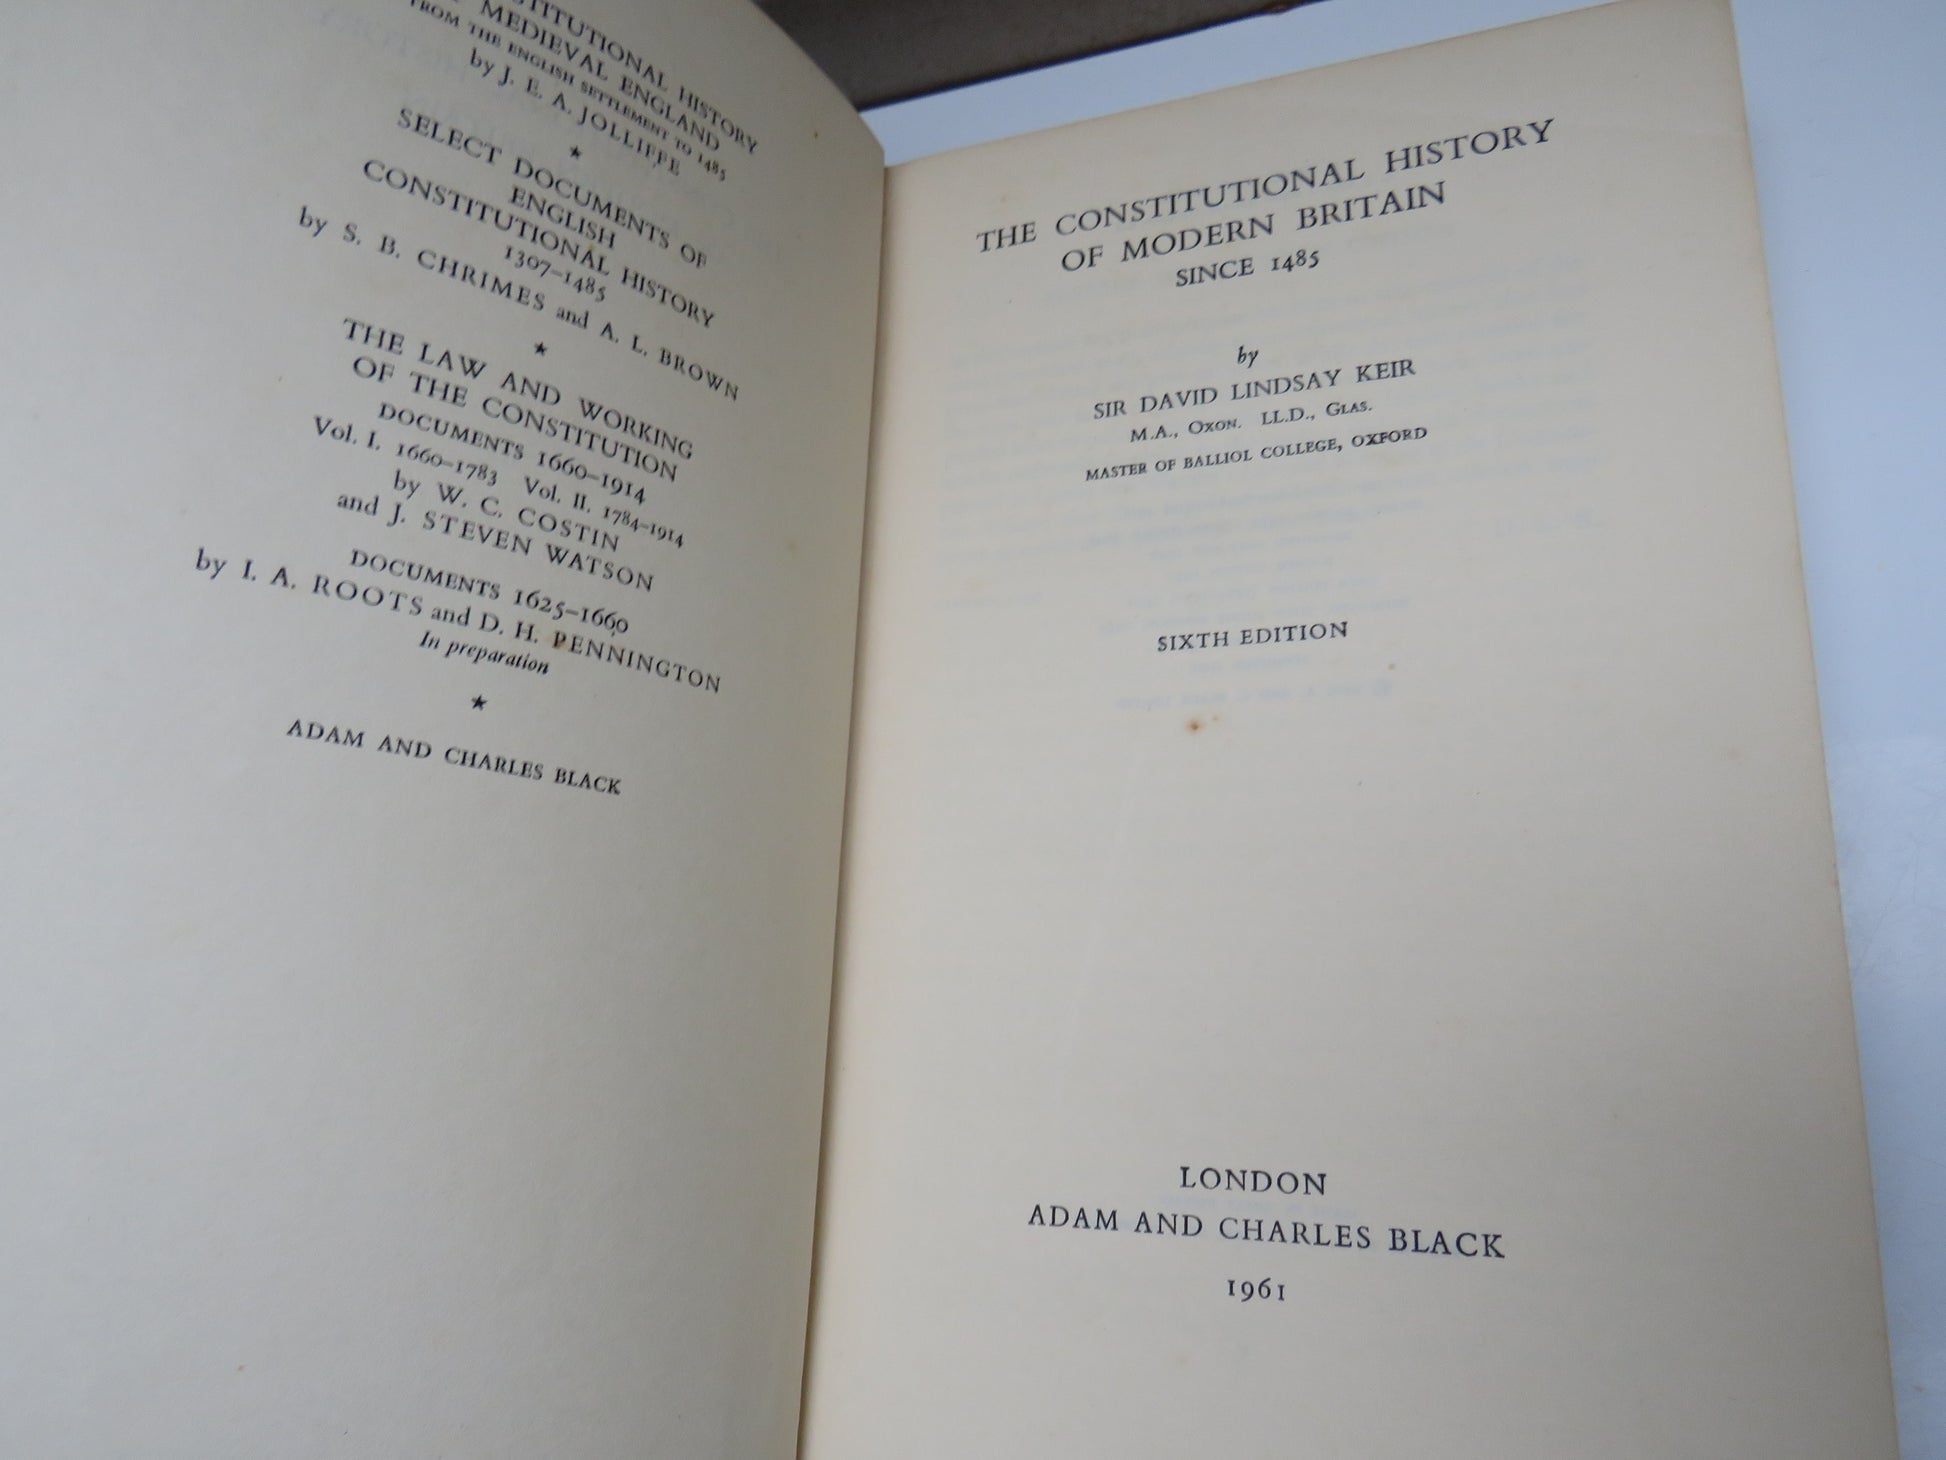 HISTORY
MEDIEVAL ENGLAND
FROM THE ENGLISH SETTLEMENT TO 1485
by J. E. A. JOLLIFFE
★
SELECT DOCUMENTS OF
ENGLISH
CONSTITUTIONAL HISTORY
1307–1485
by S. B. CHRIMES and A. L. BROWN
★
THE LAW AND WORKING
OF THE CONSTITUTION
DOCUMENTS 1660–1914
Vol. I. 1660–1783 Vol. II. 1784–1914
by W. C. COSTIN
and J. STEVEN WATSON
DOCUMENTS 1625–1660
by I. A. ROOTS and D. H. PENNINGTON
In preparation
★
ADAM AND CHARLES BLACK
THE CONSTITUTIONAL HISTORY
OF MODERN BRITAIN
SINCE 1485
by
SIR DAVID LINDSAY KEIR
M.A., OXON. LL.D., GLAS.
MASTER OF BALLIOL COLLEGE, OXFORD
SIXTH EDITION
LONDON
ADAM AND CHARLES BLACK
1961